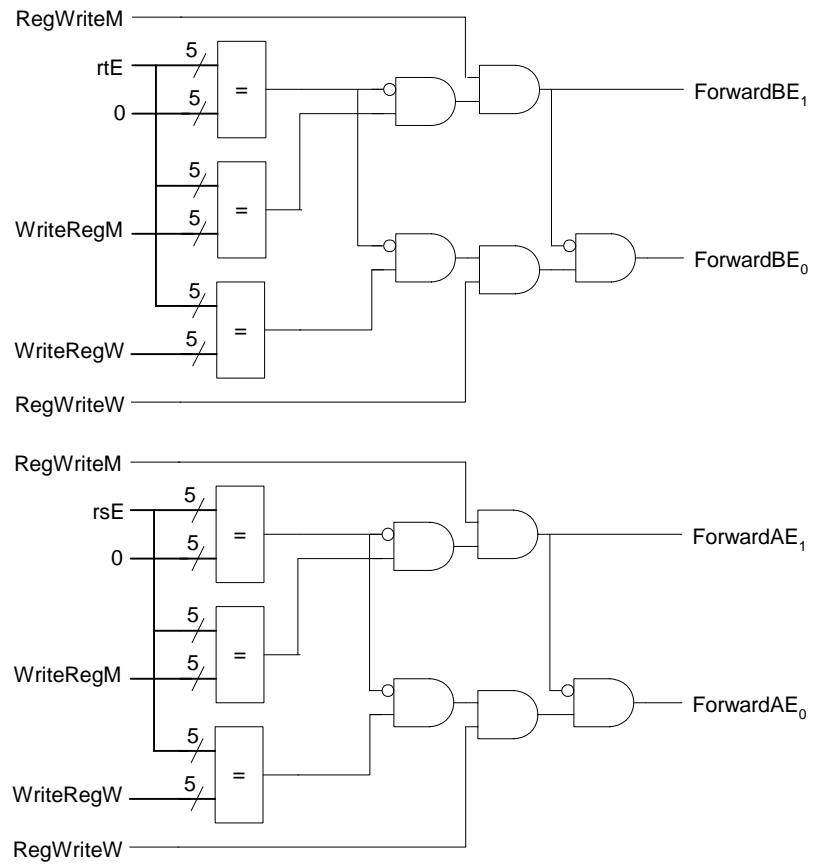 RegWriteM
rtE
5
=
ForwardBE1
0
5
5
=
WriteRegM
5
ForwardBE0
5
=
WriteRegW
5
RegWriteW
RegWriteM
rsE
5
=
ForwardAE1
0
5
5
=
WriteRegM
5
ForwardAE0
5
=
WriteRegW
5
RegWriteW